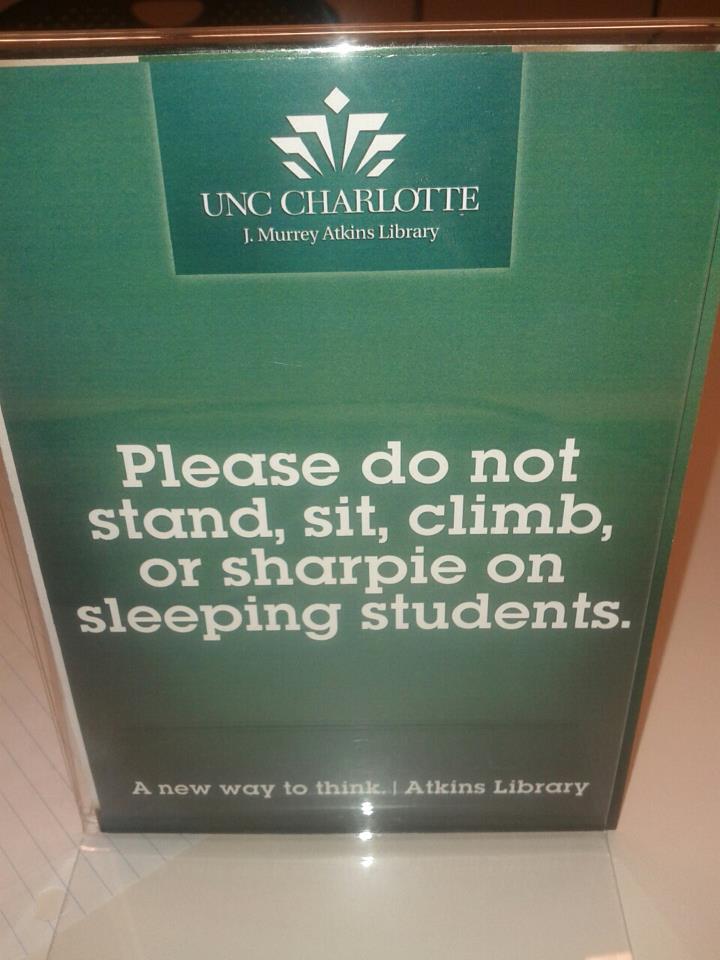 UNC CHARLOTTE
J. Murrey Atkins Library
Please do not
stand, sit, climb,
or sharpie on
sleeping students.
A new way to think. | Atkins Library